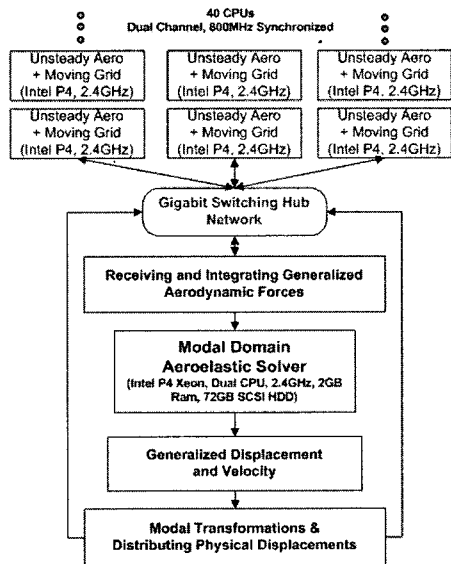 40 CPUs
Dual Channel, 800MHz Synchronized
Unsteady Aero
+ Moving Grid
(Intel P4, 2.4GHz)
Unsteady Aero
+ Moving Grid
(Intel P4, 2.4GHz)
Unsteady Aero
+ Moving Grid
(Intel P4, 2.4GHz)
Unsteady Aero
+ Moving Grid
(Intel P4, 2.4GHz)
Unsteady Aero
+ Moving Grid
(Intel P4, 2.4GHz)
Unsteady Aero
+ Moving Grid
(Intel P4, 2.4GHz)
Gigabit Switching Hub
Network
Receiving and Integrating Generalized
Aerodynamic Forces
Modal Domain
Aeroelastic Solver
(Intel P4 Xeon, Dual CPU, 2.4GHz, 2GB
Ram, 72GB SCSI HDD)
Generalized Displacement
and Velocity
Modal Transformations &
Distributing Physical Displacements